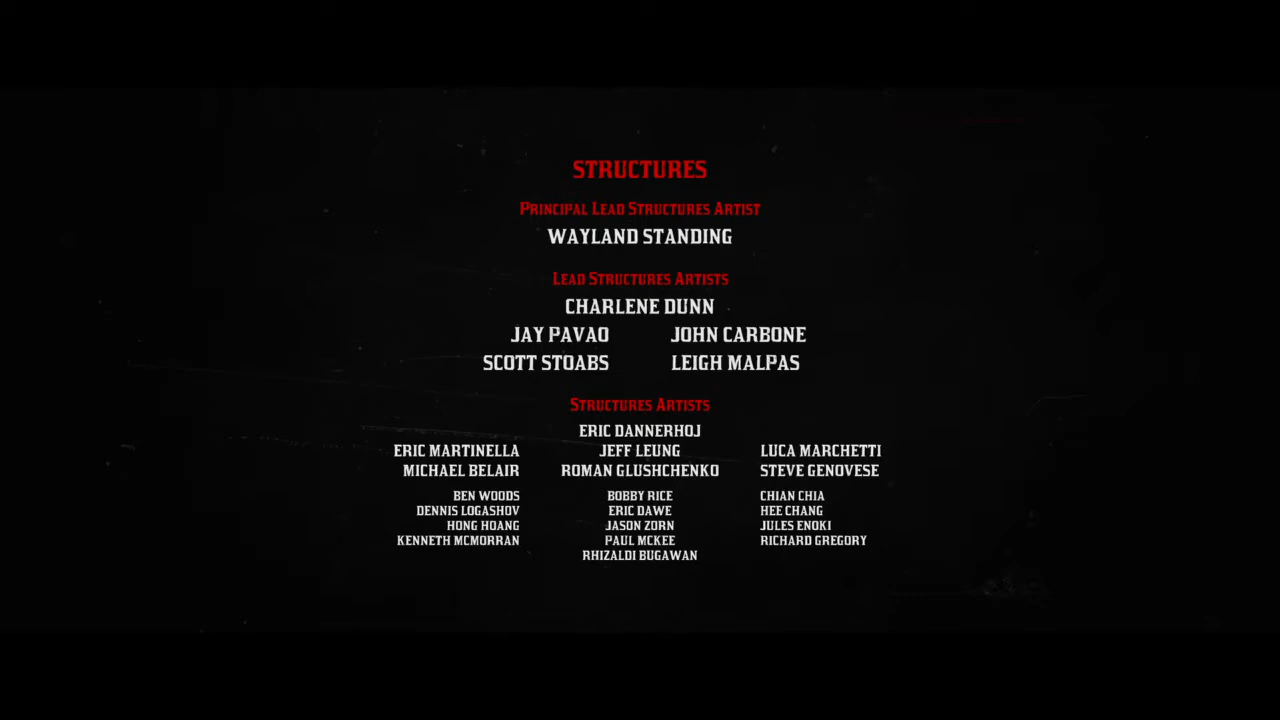 STRUCTURES
PRINCIPAL LEAD STRUCTURES ARTIST
WAYLAND STANDING
LEAD STRUCTURES ARTISTS
CHARLENE DUNN
JAY PAVAO JOHN CARBONE
SCOTT STOABS LEIGH MALPAS
STRUCTURES ARTISTS
ERIC DANNERHOJ
ERIC MARTINELLA JEFF LEUNG LUCA MARCHETTI
MICHAEL BELAIR ROMAN GLUSHCHENKO STEVE GENOVESE
BEN WOODS BOBBY RICE CHIAN CHIA
DENNIS LOGASHOV ERIC DAWE HEE CHANG
HONG HOANG JASON ZORN JULES ENOKI
KENNETH MCMORRAN PAUL MCKEE RICHARD GREGORY
RHIZALDI BUGAWAN